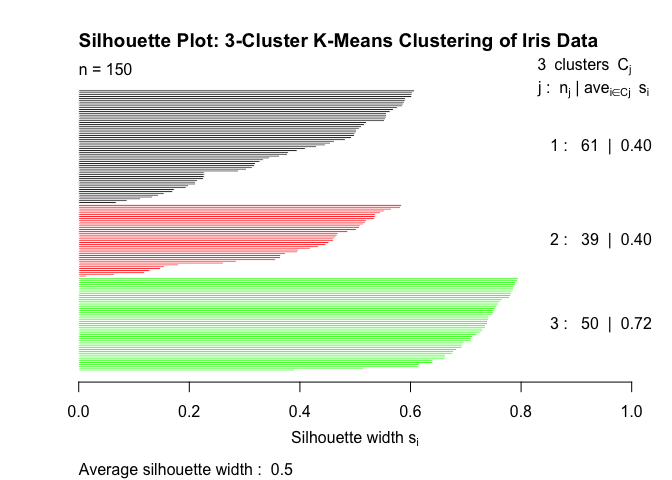 Silhouette Plot: 3-Cluster K-Means Clustering of Iris Data
n = 150
3 clusters Cj
j : nj | avei∈Cj si
1 : 61 | 0.40
2 : 39 | 0.40
3 : 50 | 0.72
0.0 0.2 0.4 0.6 0.8 1.0
Silhouette width si
Average silhouette width : 0.5